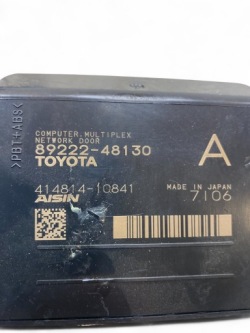 >PBT+ABS<
COMPUTER, MULTIPLEX
NETWORK DOOR
89222-48130
TOYOTA
A
414814-10841
AISIN
MADE IN JAPAN
7106